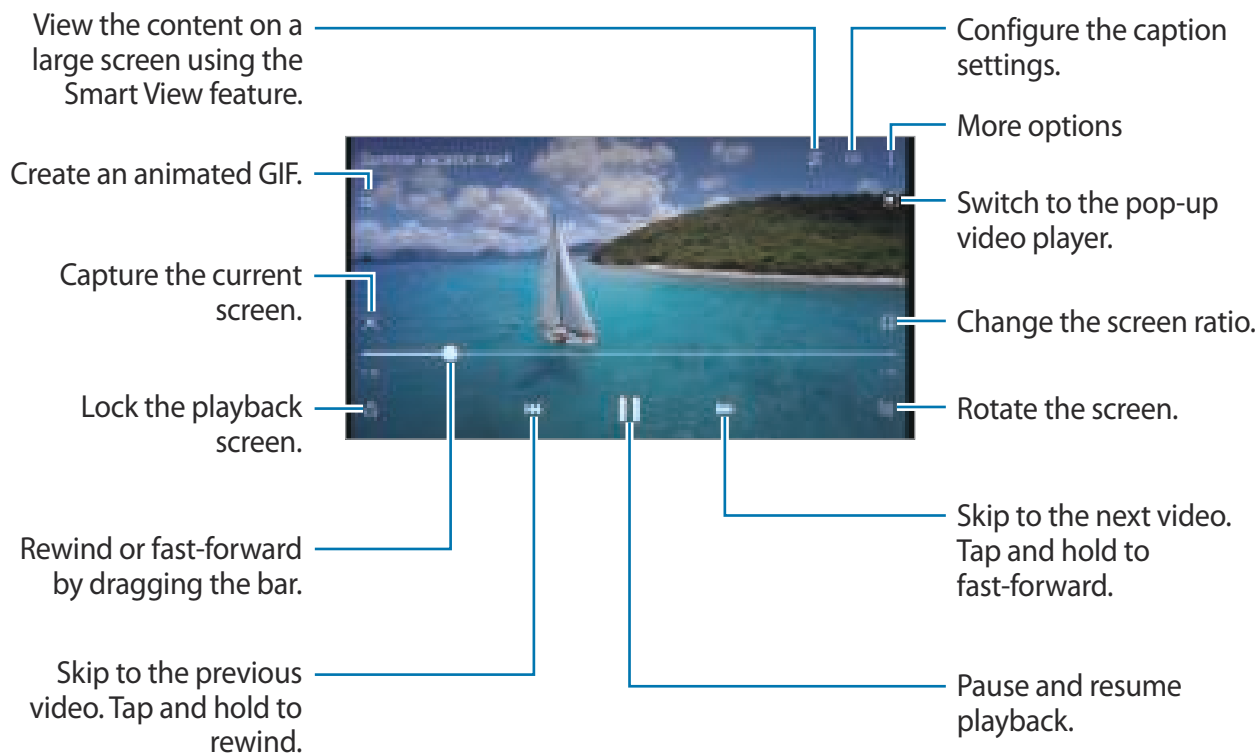 View the content on a
large screen using the
Smart View feature.
Configure the caption
settings.
More options
Create an animated GIF.
Switch to the pop-up
video player.
Capture the current
screen.
Change the screen ratio.
Lock the playback
screen.
Rotate the screen.
Rewind or fast-forward
by dragging the bar.
Skip to the next video.
Tap and hold to
fast-forward.
Skip to the previous
video. Tap and hold to
rewind.
Pause and resume
playback.